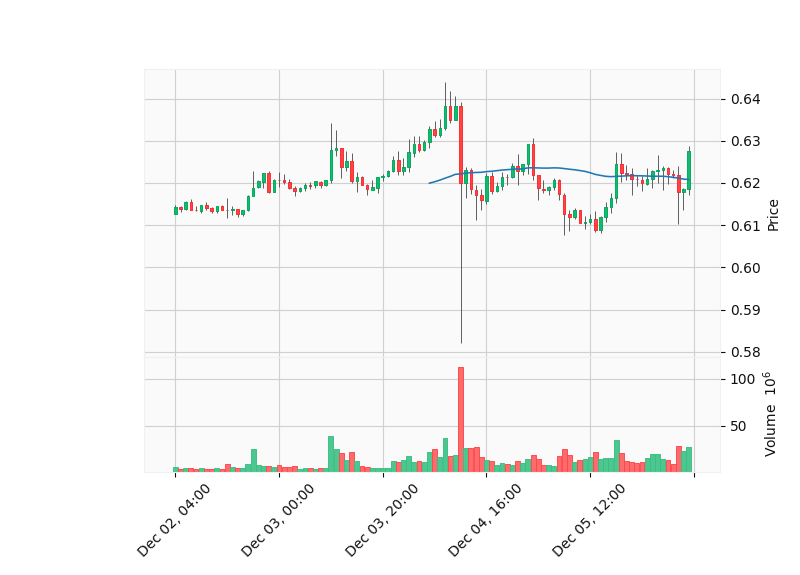 0.64
0.63
0.62
0.61
0.60
0.59
0.58
Price
100
50
Volume 10⁶
Dec 02, 04:00
Dec 03, 00:00
Dec 03, 20:00
Dec 04, 16:00
Dec 05, 12:00